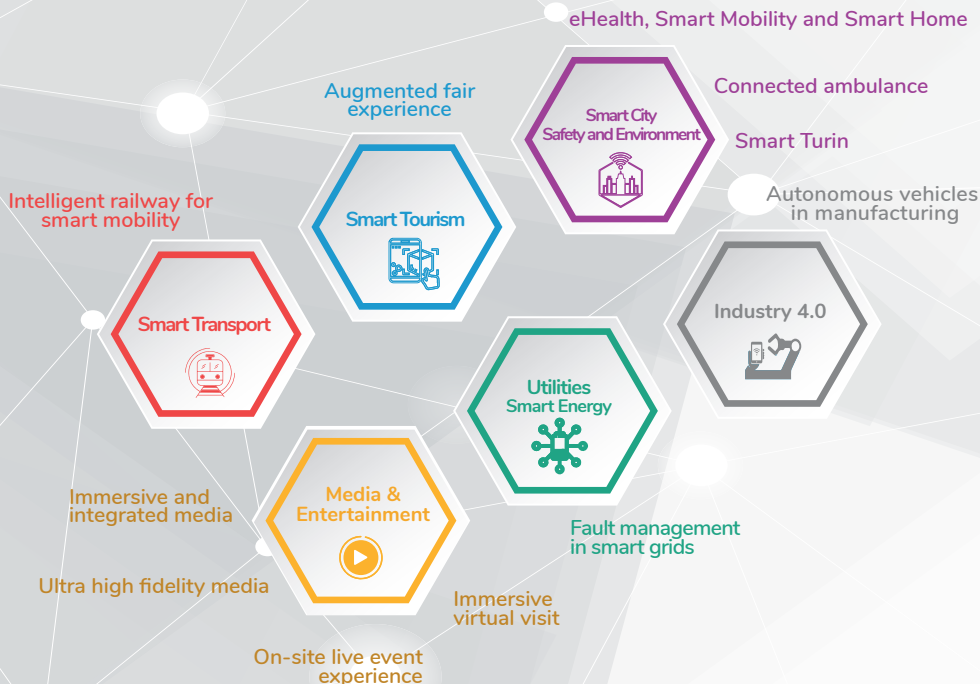 eHealth, Smart Mobility and Smart Home
Connected ambulance
Smart Turin
Smart City
Safety and Environment
Augmented fair
experience
Smart Tourism
Autonomous vehicles
in manufacturing
Industry 4.0
Intelligent railway for
smart mobility
Smart Transport
Utilities
Smart Energy
Fault management
in smart grids
Media &
Entertainment
Immersive and
integrated media
Ultra high fidelity media
Immersive
virtual visit
On-site live event
experience